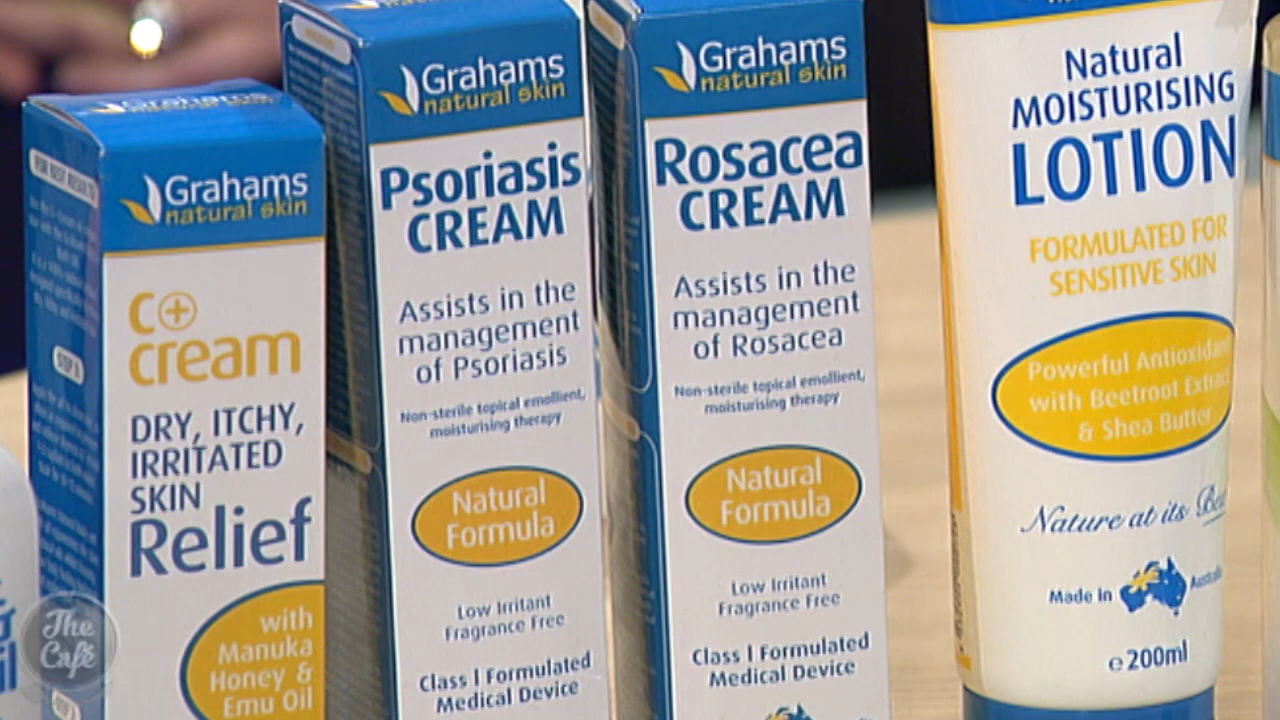 Grahams
natural skin
C+
cream
DRY, ITCHY,
IRRITATED
SKIN
Relief
with
Manuka
Honey &
Emu Oil
Grahams
natural skin
Psoriasis
CREAM
Assists in the
management
of Psoriasis
Non-sterile topical emollient,
moisturising therapy
Natural
Formula
Low Irritant
Fragrance Free
Class I Formulated
Medical Device
Grahams
natural skin
Rosacea
CREAM
Assists in the
management
of Rosacea
Non-sterile topical emollient,
moisturising therapy
Natural
Formula
Low Irritant
Fragrance Free
Class I Formulated
Medical Device
Natural
MOISTURISING
LOTION
FORMULATED FOR
SENSITIVE SKIN
Powerful Antioxidant
with Beetroot Extract
& Shea Butter
Nature at its Best
Made in Australia
e 200ml
The
Café